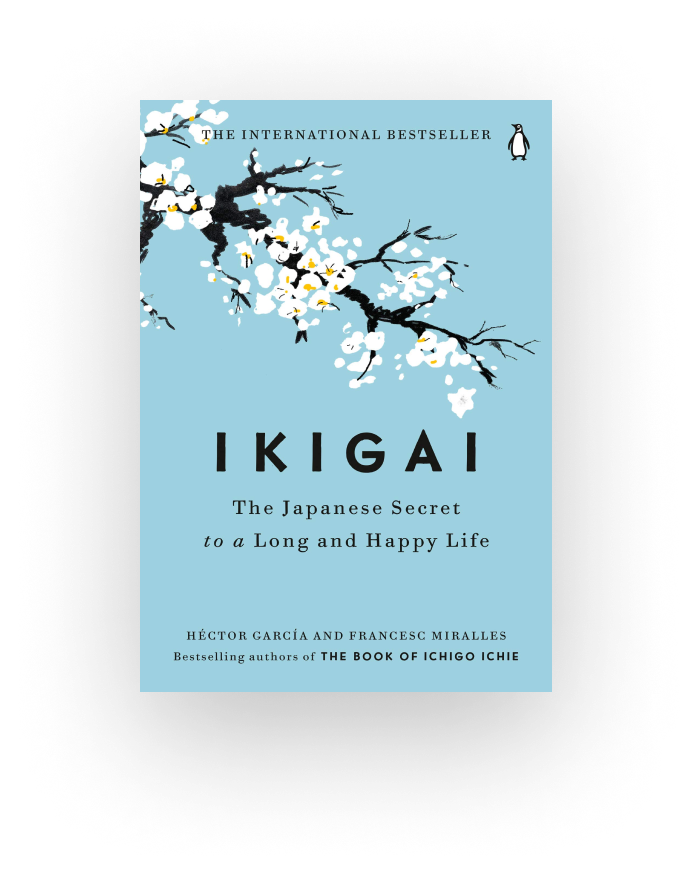 THE INTERNATIONAL BESTSELLER
IKIGAI
The Japanese Secret
to a Long and Happy Life
HÉCTOR GARCÍA AND FRANCESC MIRALLES
Bestselling authors of THE BOOK OF ICHIGO ICHIE